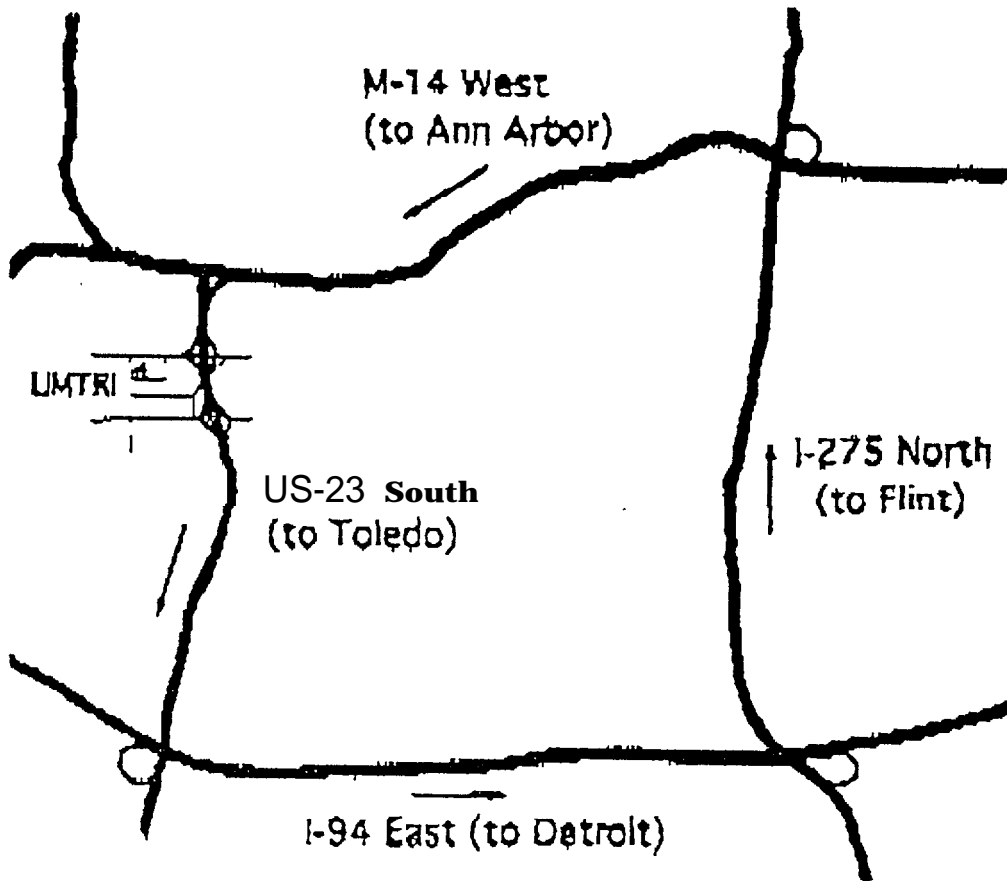 M-14 West
(to Ann Arbor)
UMTRI
I-275 North
(to Flint)
US-23 South
(to Toledo)
I-94 East (to Detroit)